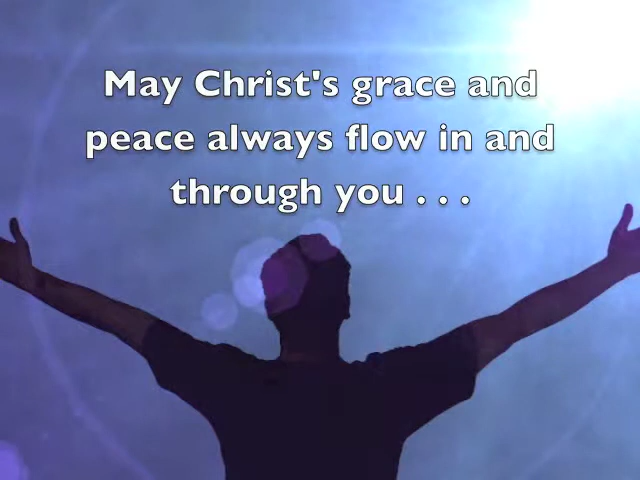 May Christ's grace and
peace always flow in and
through you . . .